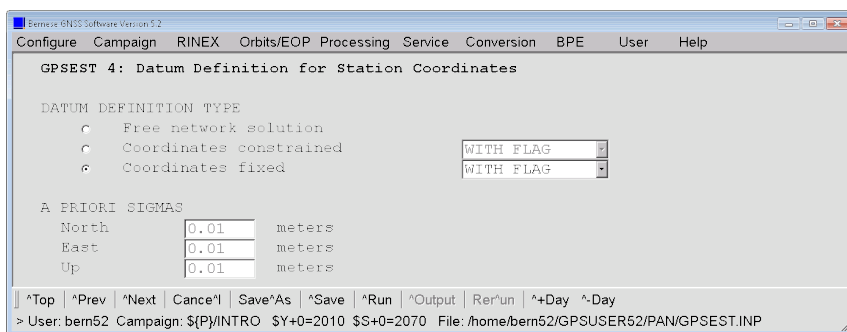 Bernese GNSS Software Version 5.2
Configure Campaign RINEX Orbits/EOP Processing Service Conversion BPE User Help
GPSEST 4: Datum Definition for Station Coordinates
DATUM DEFINITION TYPE
Free network solution
Coordinates constrained WITH FLAG
Coordinates fixed WITH FLAG
A PRIORI SIGMAS
North 0.01 meters
East 0.01 meters
Up 0.01 meters
^Top ^Prev ^Next Cance^l Save^As ^Save ^Run ^Output Rer^un ^+Day ^-Day
> User: bern52 Campaign: ${P}/INTRO $Y+0=2010 $S+0=2070 File: /home/bern52/GPSUSER52/PAN/GPSEST.INP